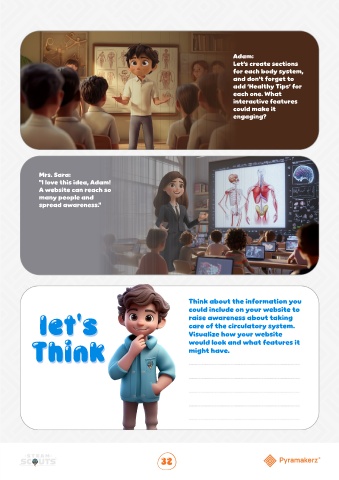 Adam:
Let's create sections
for each body system,
and don't forget to
add 'Healthy Tips' for
each one. What
interactive features
could make it
engaging?
Mrs. Sara:
"I love this idea, Adam!
A website can reach so
many people and
spread awareness."
let's
Think
Think about the information you
could include on your website to
raise awareness about taking
care of the circulatory system.
Visualize how your website
would look and what features it
might have.
STEAM
SCOUTS
32
Pyramakerz